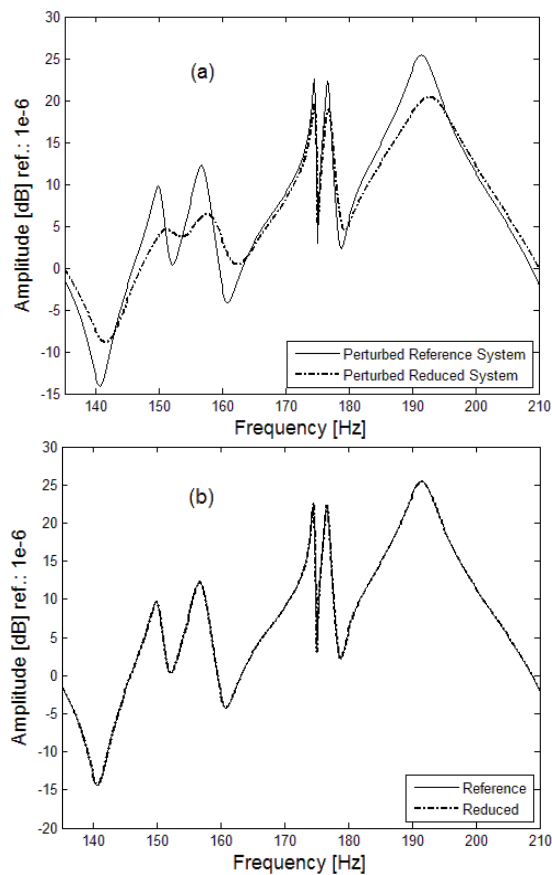 30
25
20
15
10
5
0
-5
-10
-15
Amplitude [dB] ref.: 1e-6
(a)
Perturbed Reference System
Perturbed Reduced System
140 150 160 170 180 190 200 210
Frequency [Hz]
30
25
20
15
10
5
0
-5
-10
-15
-20
Amplitude [dB] ref.: 1e-6
(b)
Reference
Reduced
140 150 160 170 180 190 200 210
Frequency [Hz]